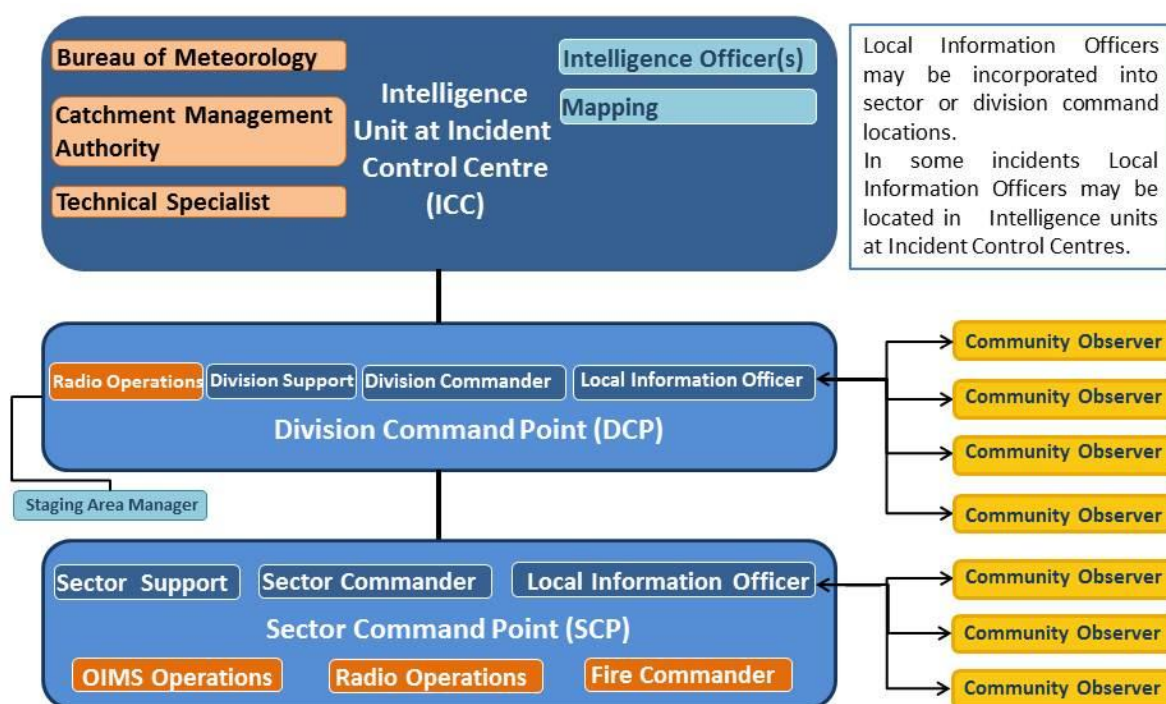 Bureau of Meteorology
Catchment Management
Authority
Technical Specialist
Intelligence
Unit at Incident
Control Centre
(ICC)
Intelligence Officer(s)
Mapping
Local Information Officers
may be incorporated into
sector or division command
locations.
In some incidents Local
Information Officers may be
located in Intelligence units
at Incident Control Centres.
Radio Operations
Division Support
Division Commander
Local Information Officer
Division Command Point (DCP)
Staging Area Manager
Community Observer
Community Observer
Community Observer
Community Observer
Sector Support
Sector Commander
Local Information Officer
Sector Command Point (SCP)
OIMS Operations
Radio Operations
Fire Commander
Community Observer
Community Observer
Community Observer